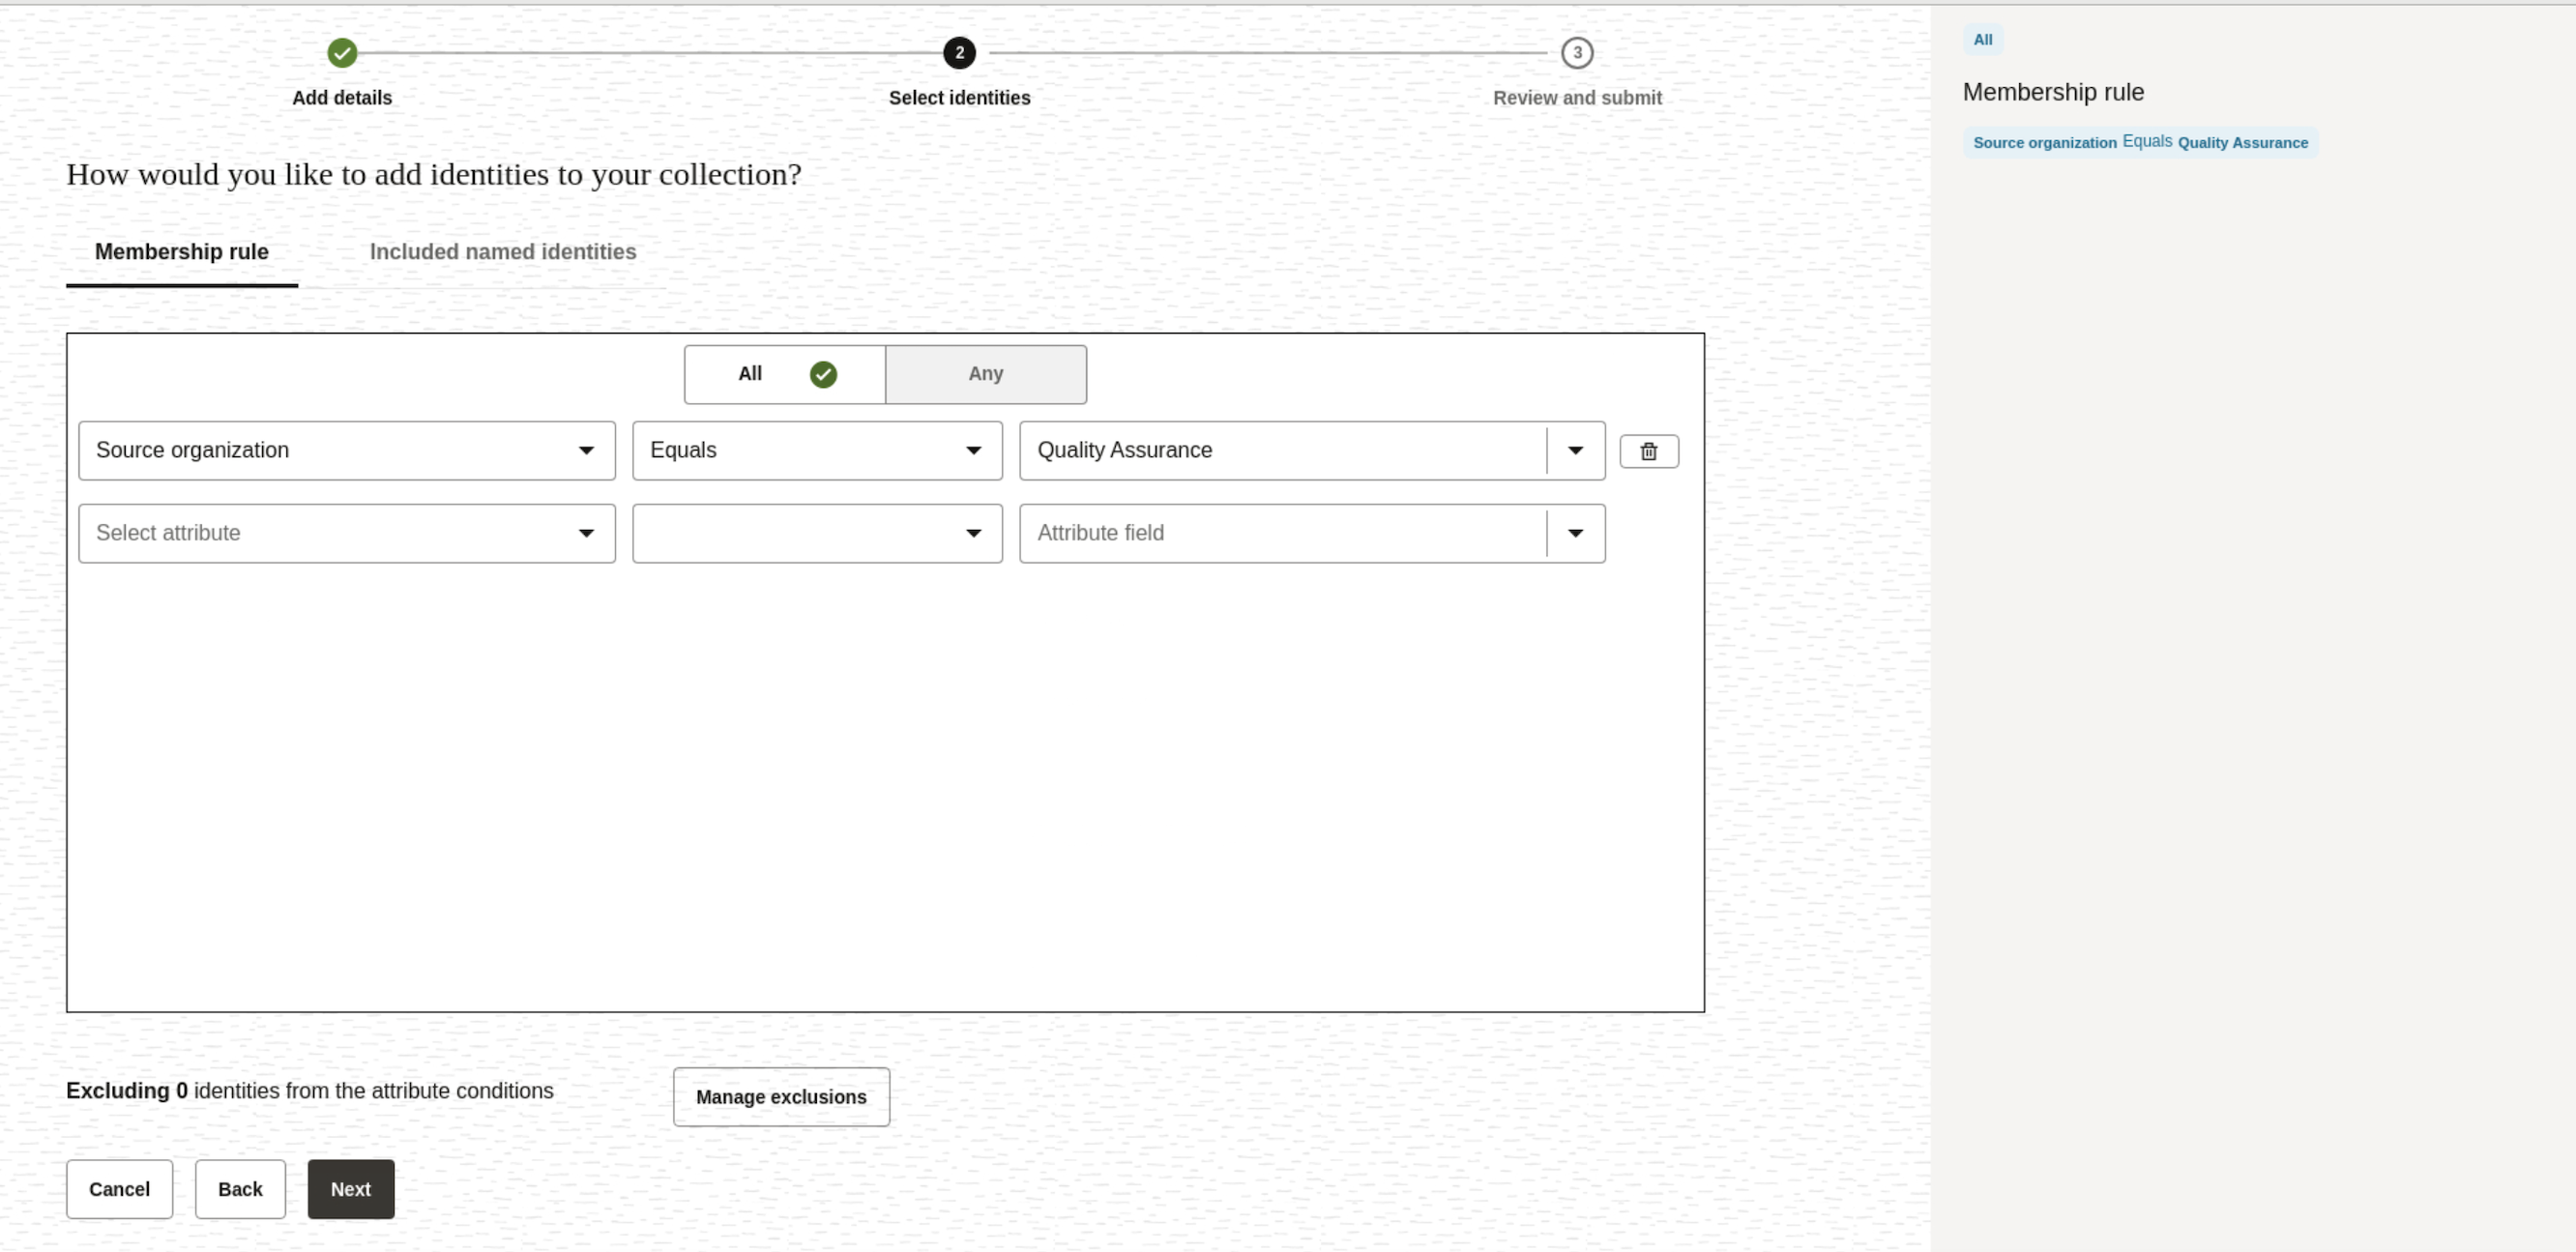 2
3
Add details
Select identities
Review and submit
How would you like to add identities to your collection?
Membership rule
Included named identities
All
Any
Source organization
Equals
Quality Assurance
Select attribute
Attribute field
Excluding 0 identities from the attribute conditions
Manage exclusions
Cancel
Back
Next
All
Membership rule
Source organization Equals Quality Assurance